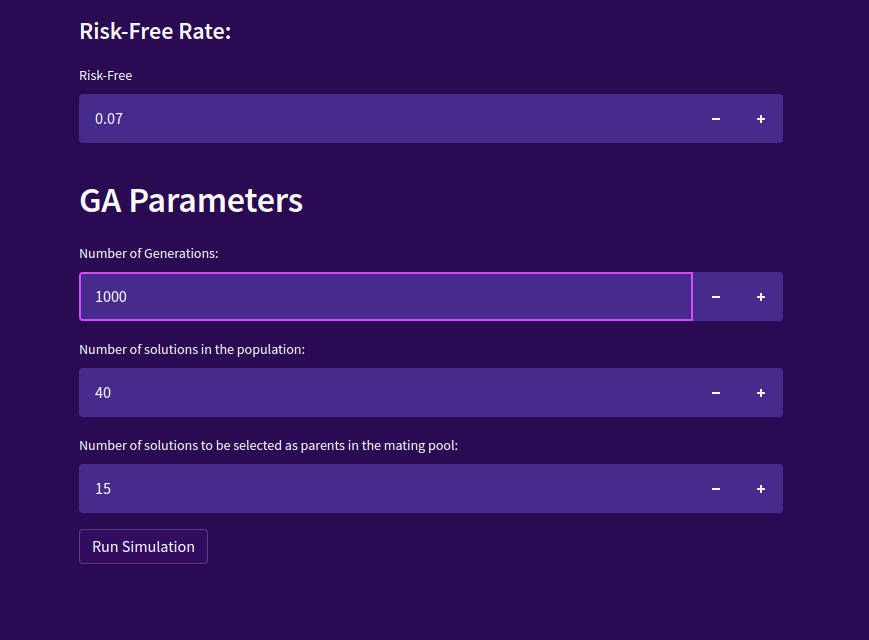 Risk-Free Rate:
Risk-Free
0.07
GA Parameters
Number of Generations:
1000
Number of solutions in the population:
40
Number of solutions to be selected as parents in the mating pool:
15
Run Simulation